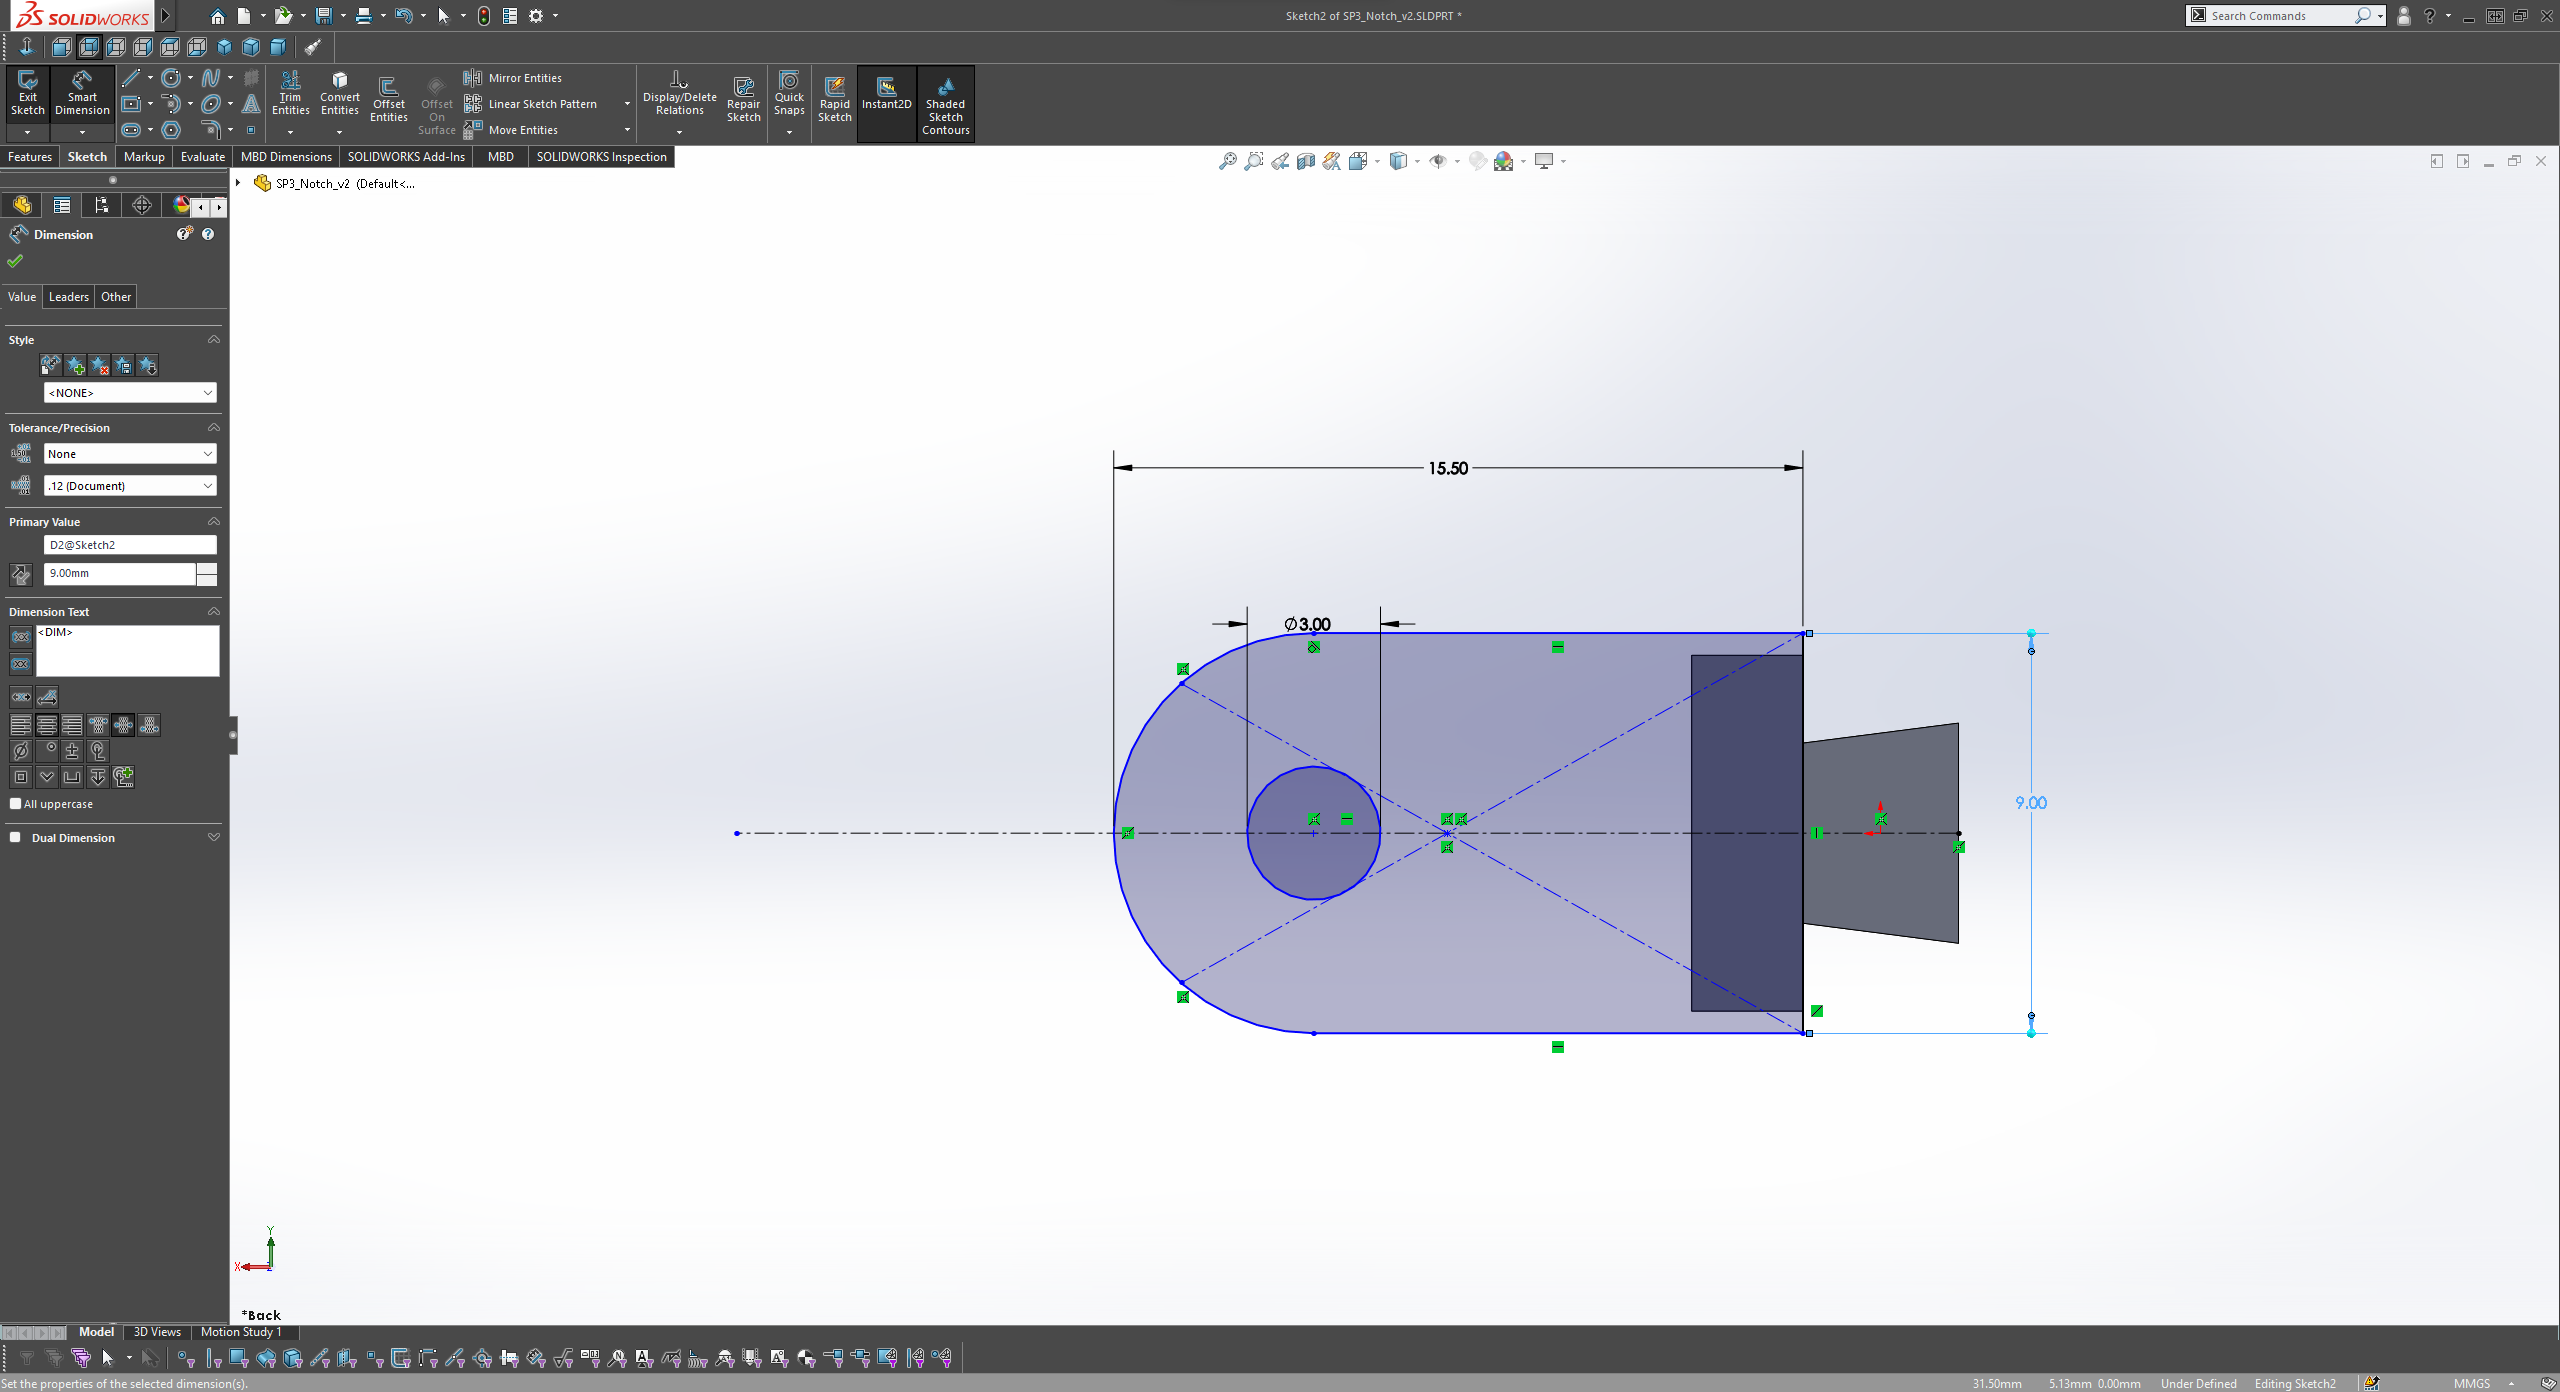 SOLIDWORKS
Sketch2 of SP3_Notch_v2.SLDPRT *
Search Commands
Exit Sketch
Smart Dimension
Trim Entities
Convert Entities
Offset Entities
Offset On Surface
Mirror Entities
Linear Sketch Pattern
Move Entities
Display/Delete Relations
Repair Sketch
Quick Snaps
Rapid Sketch
Instant2D
Shaded Sketch Contours
Features
Sketch
Markup
Evaluate
MBD Dimensions
SOLIDWORKS Add-Ins
MBD
SOLIDWORKS Inspection
SP3_Notch_v2 (Default<...
Dimension
Value
Leaders
Other
Style
<NONE>
Tolerance/Precision
None
.12 (Document)
Primary Value
D2@Sketch2
9.00mm
Dimension Text
<DIM>
All uppercase
Dual Dimension
15.50
∅3.00
9.00
Y
X
Z
*Back
Model
3D Views
Motion Study 1
Set the properties of the selected dimension(s).
31.50mm
5.13mm 0.00mm
Under Defined
Editing Sketch2
MMGS